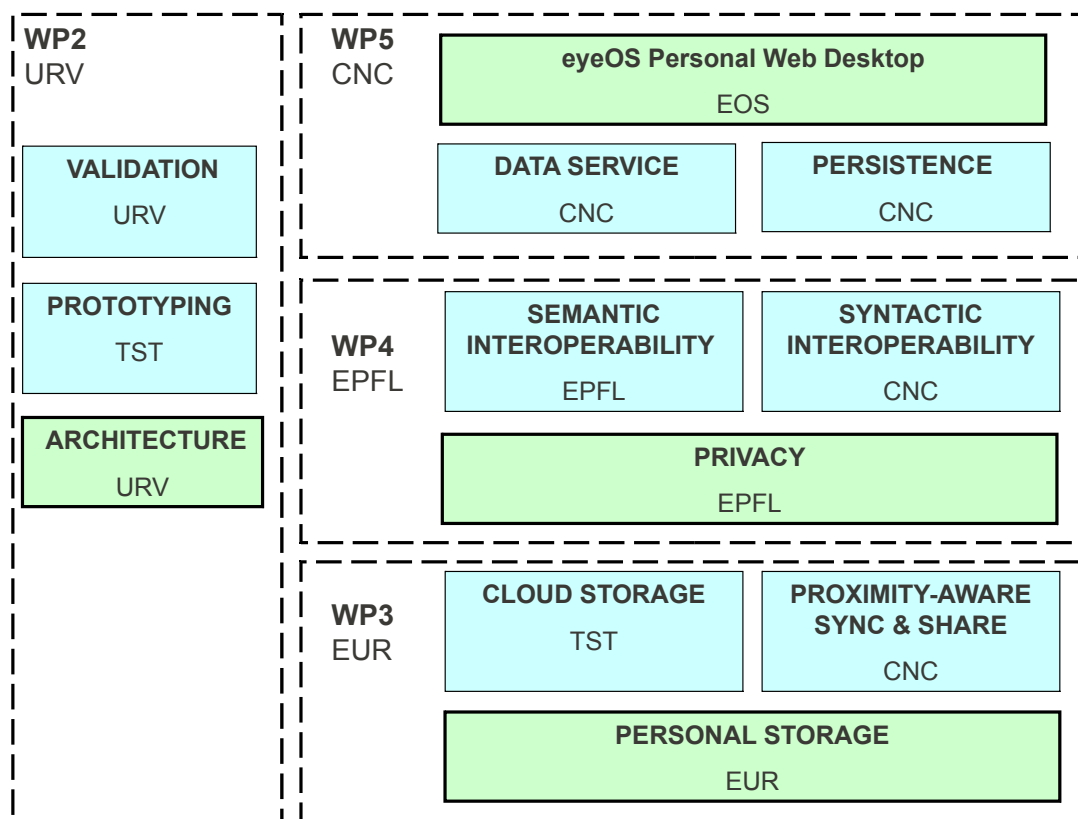 WP2
URV
VALIDATION
URV
PROTOTYPING
TST
ARCHITECTURE
URV
WP5
CNC
eyeOS Personal Web Desktop
EOS
DATA SERVICE
CNC
PERSISTENCE
CNC
WP4
EPFL
SEMANTIC
INTEROPERABILITY
EPFL
SYNTACTIC
INTEROPERABILITY
CNC
PRIVACY
EPFL
WP3
EUR
CLOUD STORAGE
TST
PROXIMITY-AWARE
SYNC & SHARE
CNC
PERSONAL STORAGE
EUR